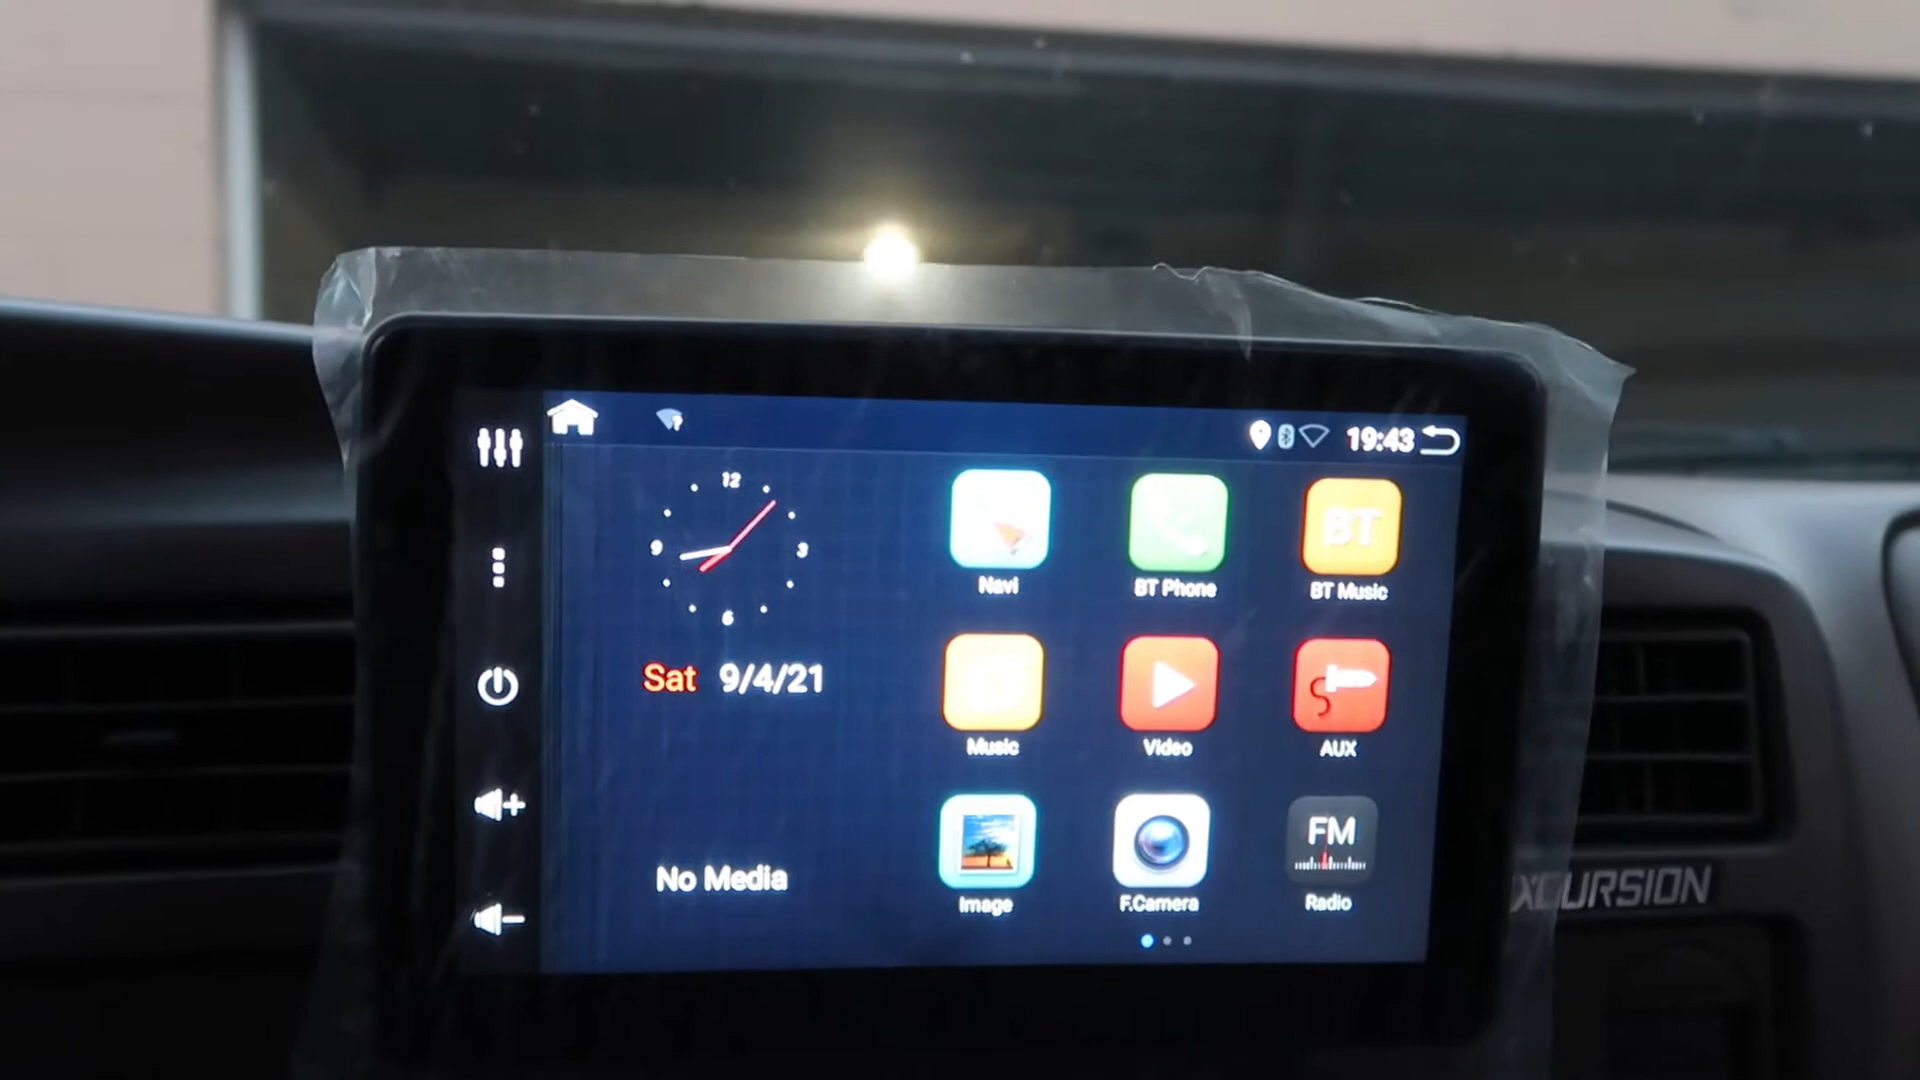 19:43
12
9
3
6
Sat 9/4/21
No Media
Navi
BT Phone
BT
BT Music
Music
Video
AUX
Image
F.Camera
FM
Radio
XCURSION